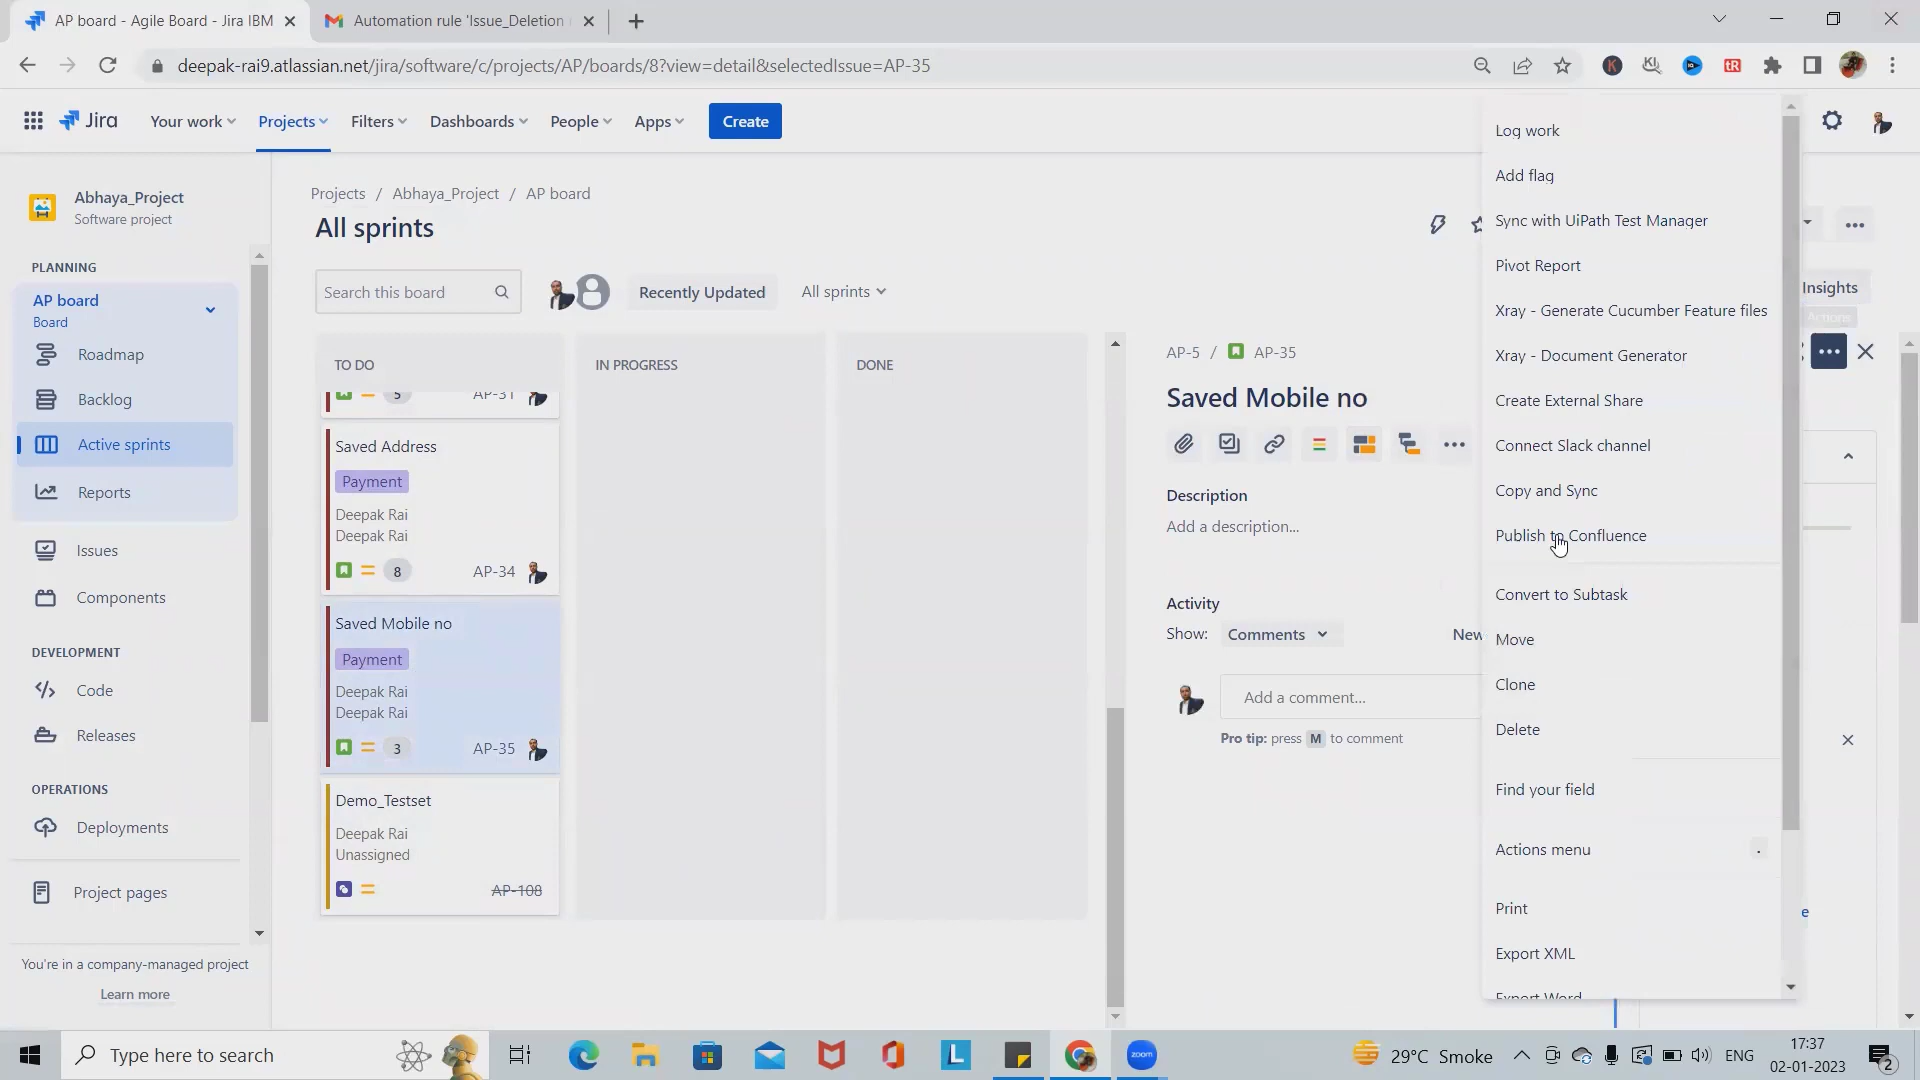 AP board - Agile Board - Jira IBM
Automation rule 'Issue_Deletion
deepak-rai9.atlassian.net/jira/software/c/projects/AP/boards/8?view=detail&selectedIssue=AP-35
Jira
Your work
Projects
Filters
Dashboards
People
Apps
Create
Abhaya_Project
Software project
PLANNING
AP board
Board
Roadmap
Backlog
Active sprints
Reports
Issues
Components
DEVELOPMENT
Code
Releases
OPERATIONS
Deployments
Project pages
You're in a company-managed project
Learn more
Projects / Abhaya_Project / AP board
All sprints
Search this board
Recently Updated
All sprints
Insights
Actions
TO DO
IN PROGRESS
DONE
5
AP-31
Saved Address
Payment
Deepak Rai
Deepak Rai
8
AP-34
Saved Mobile no
Payment
Deepak Rai
Deepak Rai
3
AP-35
Demo_Testset
Deepak Rai
Unassigned
AP-108
AP-5 / AP-35
Saved Mobile no
Description
Add a description...
Activity
Show: Comments
New
Add a comment...
Pro tip: press M to comment
Log work
Add flag
Sync with UiPath Test Manager
Pivot Report
Xray - Generate Cucumber Feature files
Xray - Document Generator
Create External Share
Connect Slack channel
Copy and Sync
Publish to Confluence
Convert to Subtask
Move
Clone
Delete
Find your field
Actions menu .
Print
Export XML
Export Word
e
Type here to search
zoom
29°C Smoke
ENG
17:37
02-01-2023
2